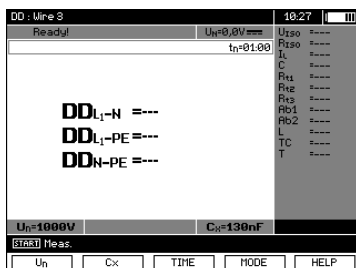 DD : Wire 3 10:27
Ready! UN=0,0V
tn=01:00
DDL1-N =---
DDL1-PE=---
DDN-PE=---
UISO =---
RISO =---
IL =---
C =---
Rt1 =---
Rt2 =---
Rt3 =---
Ab1 =---
Ab2 =---
L =---
TC =---
T =---
Un=1000V CX=130nF
START Meas.
Un Cx TIME MODE HELP